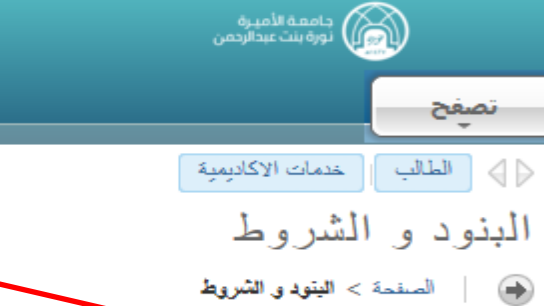 جامعة الأميرة
نورة بنت عبدالرحمن
تصفح
الطالب | خدمات الاكاديمية
البنود و الشروط
الصفحة > البنود و الشروط